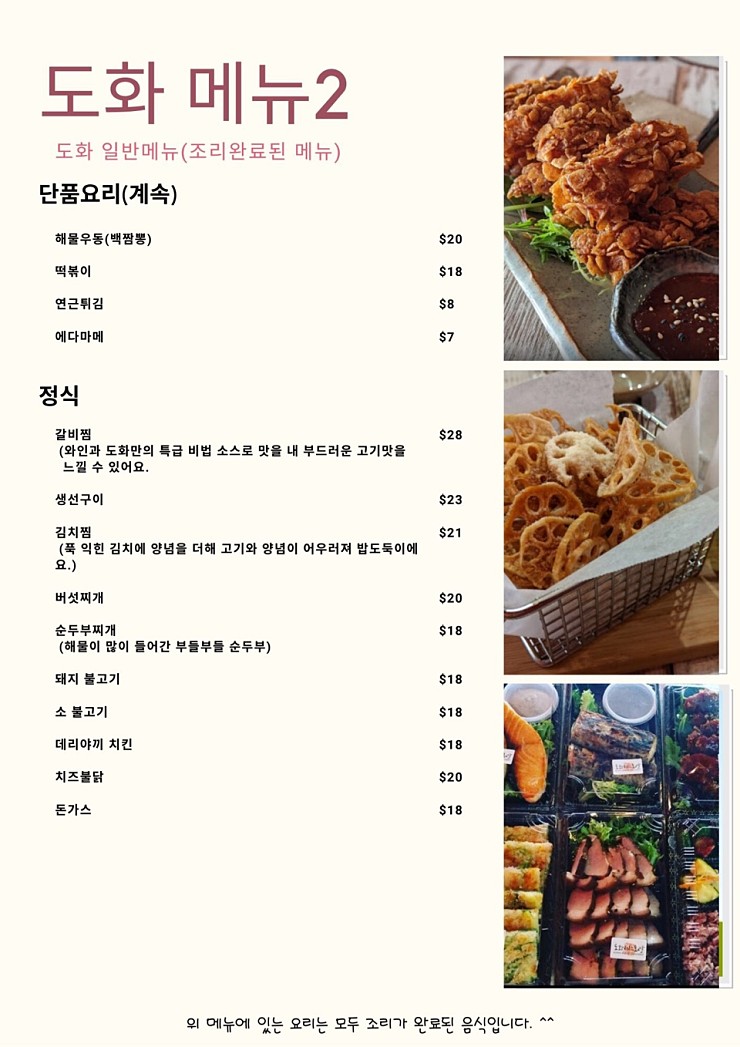 도화 메뉴2
도화 일반메뉴(조리완료된 메뉴)
단품요리(계속)
해물우동(백짬뽕) $20
떡볶이 $18
연근튀김 $8
에다마메 $7
정식
갈비찜 $28
(와인과 도화만의 특급 비법 소스로 맛을 내 부드러운 고기맛을
느낄 수 있어요.
생선구이 $23
김치찜 $21
(푹 익힌 김치에 양념을 더해 고기와 양념이 어우러져 밥도둑이에
요.)
버섯찌개 $20
순두부찌개 $18
(해물이 많이 들어간 부들부들 순두부)
돼지 불고기 $18
소 불고기 $18
데리야끼 치킨 $18
치즈불닭 $20
돈가스 $18
위 메뉴에 있는 요리는 모두 조리가 완료된 음식입니다. ^^